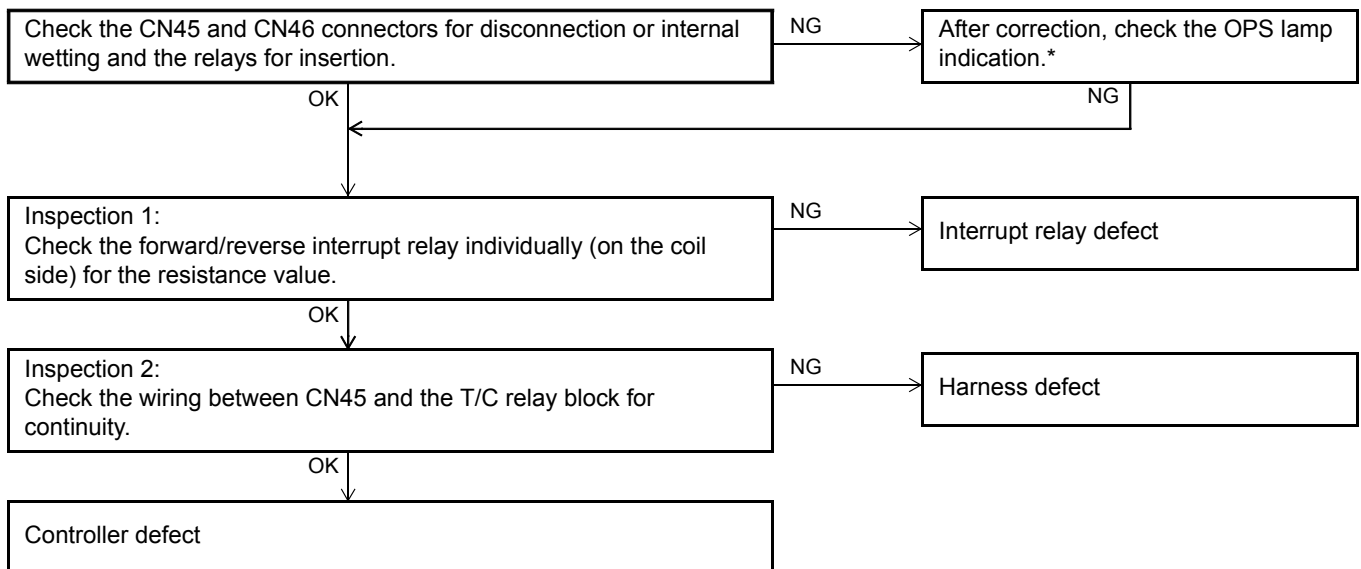 Check the CN45 and CN46 connectors for disconnection or internal
wetting and the relays for insertion.
NG
After correction, check the OPS lamp
indication.*
OK
NG
Inspection 1:
Check the forward/reverse interrupt relay individually (on the coil
side) for the resistance value.
NG
Interrupt relay defect
OK
Inspection 2:
Check the wiring between CN45 and the T/C relay block for
continuity.
NG
Harness defect
OK
Controller defect